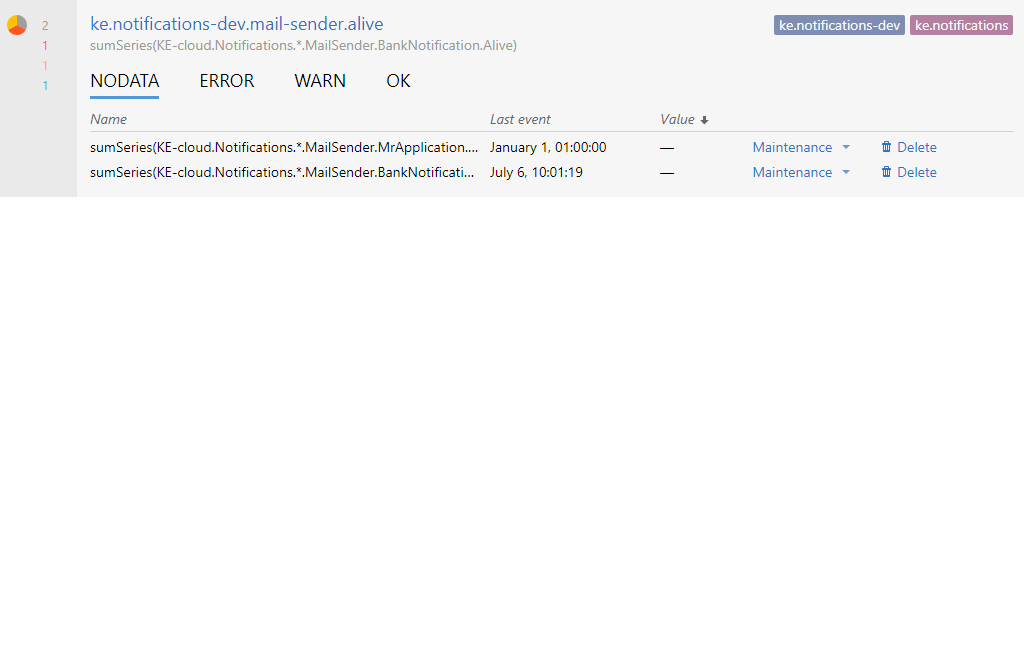 2
1
1
1
ke.notifications-dev.mail-sender.alive
ke.notifications-dev ke.notifications
sumSeries(KE-cloud.Notifications.*.MailSender.BankNotification.Alive)
NODATA ERROR WARN OK
Name Last event Value
sumSeries(KE-cloud.Notifications.*.MailSender.MrApplication.... January 1, 01:00:00 — Maintenance Delete
sumSeries(KE-cloud.Notifications.*.MailSender.BankNotificati... July 6, 10:01:19 — Maintenance Delete